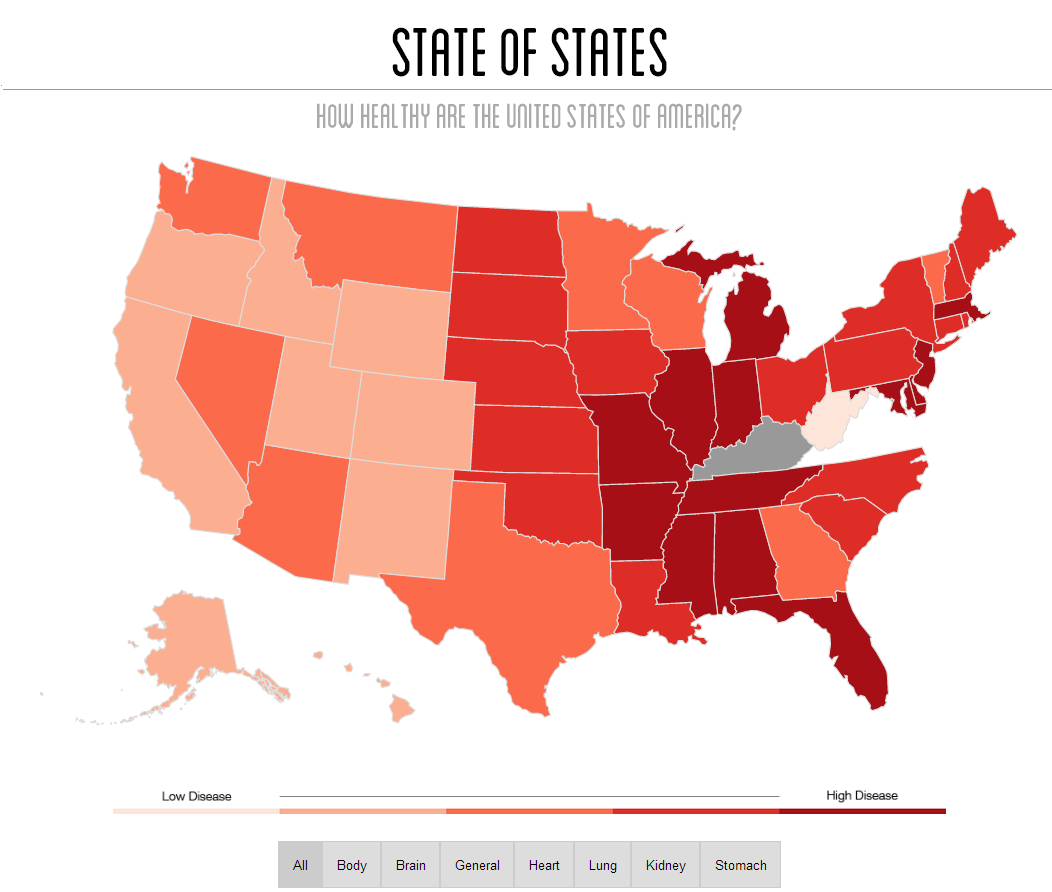 STATE OF STATES
HOW HEALTHY ARE THE UNITED STATES OF AMERICA?
Low Disease High Disease
All Body Brain General Heart Lung Kidney Stomach